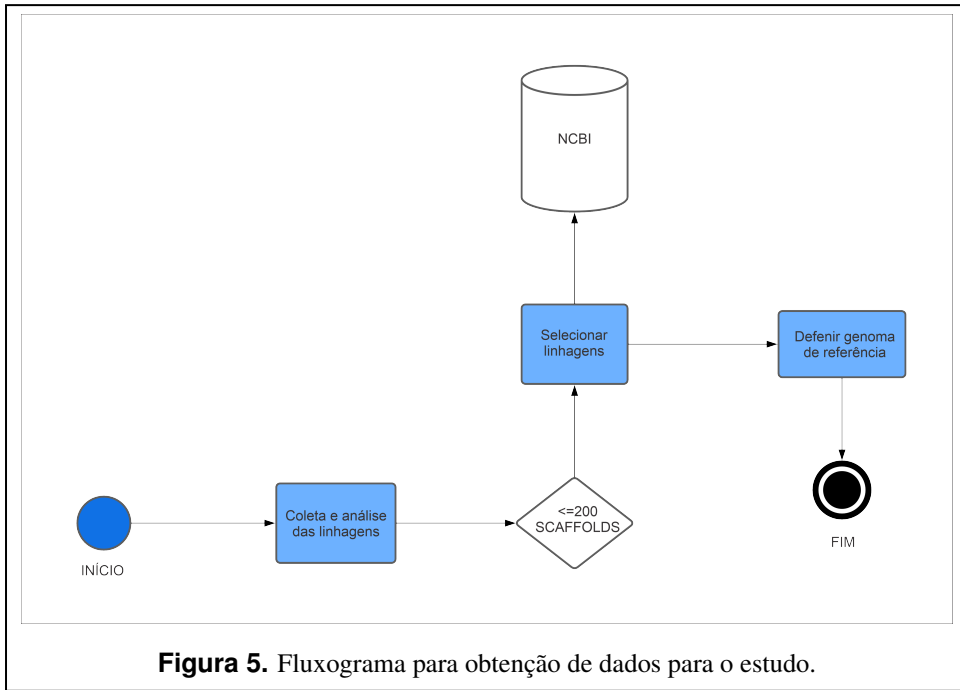 NCBI
Selecionar
linhagens
Defenir genoma
de referência
Coleta e análise
das linhagens
<=200
SCAFFOLDS
INÍCIO
FIM
Figura 5. Fluxograma para obtenção de dados para o estudo.